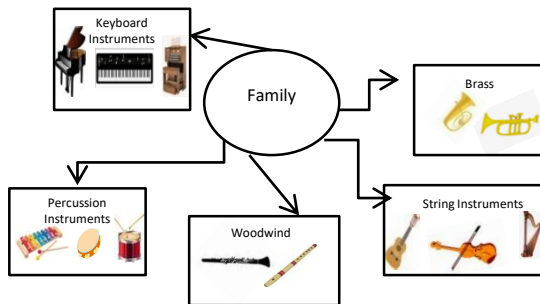 Keyboard
Instruments
Family
Brass
Percussion
Instruments
Woodwind
String Instruments